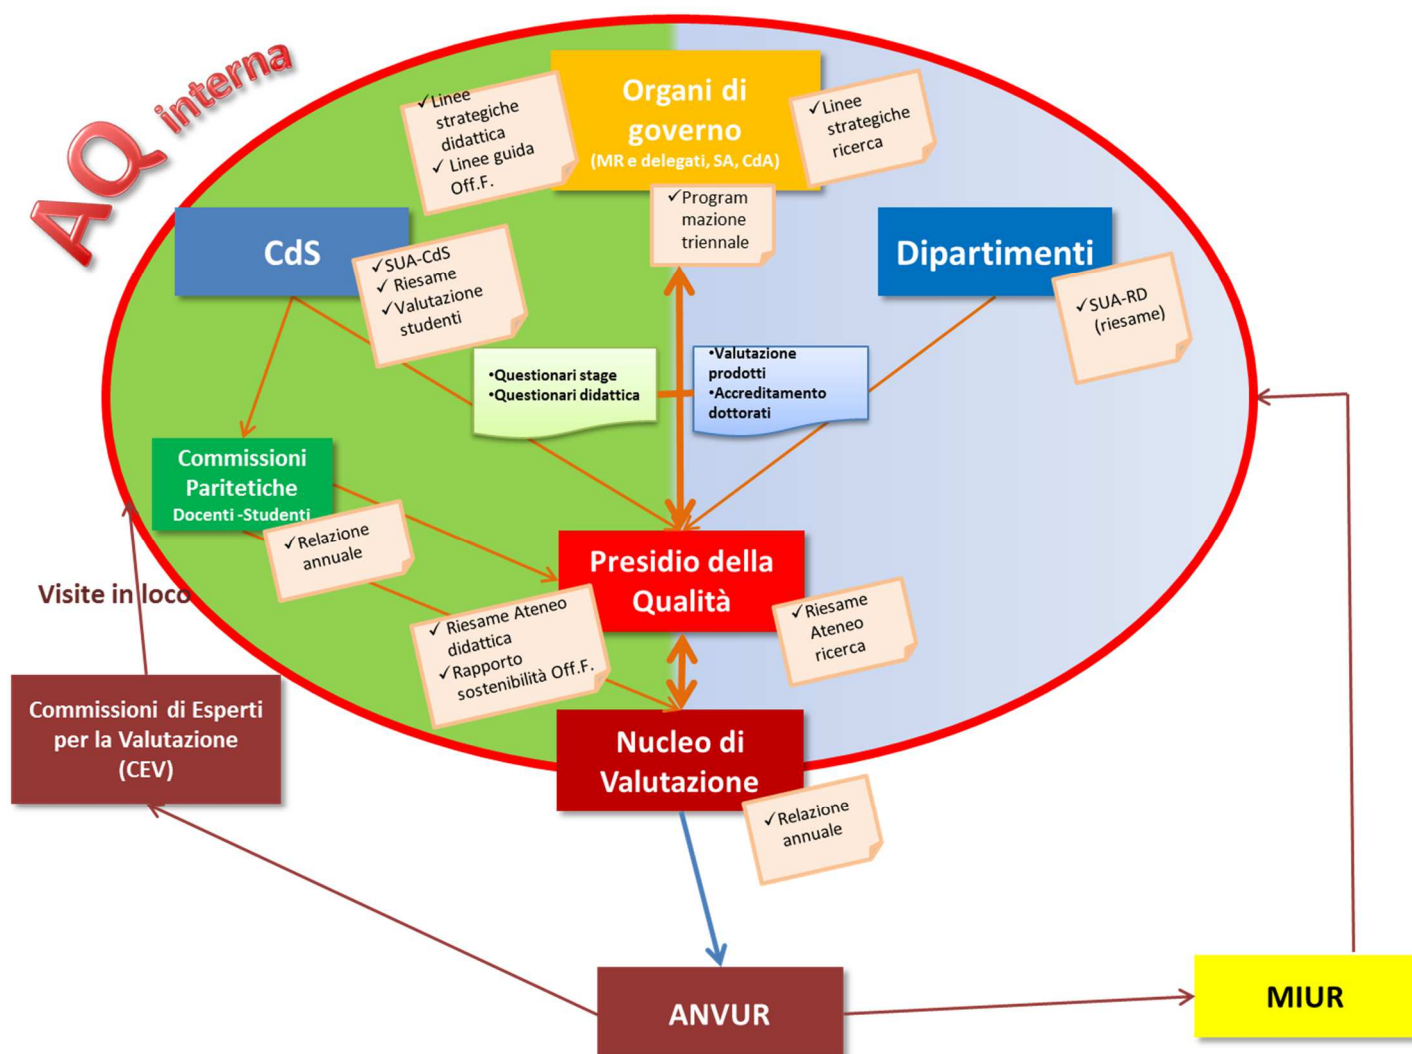 AQ interna
Organi di
governo
(MR e delegati, SA, CdA)
✓Linee
strategiche
didattica
✓ Linee guida
Off.F.
✓Linee
strategiche
ricerca
✓Program
mazione
triennale
CdS
✓SUA-CdS
✓ Riesame
✓Valutazione
studenti
Dipartimenti
✓SUA-RD
(riesame)
•Questionari stage
•Questionari didattica
•Valutazione
prodotti
•Accreditamento
dottorati
Commissioni
Paritetiche
Docenti -Studenti
✓Relazione
annuale
Presidio della
Qualità
✓ Riesame Ateneo
didattica
✓Rapporto
sostenibilità Off.F.
✓Riesame
Ateneo
ricerca
Visite in loco
Commissioni di Esperti
per la Valutazione
(CEV)
Nucleo di
Valutazione
✓Relazione
annuale
ANVUR
MIUR